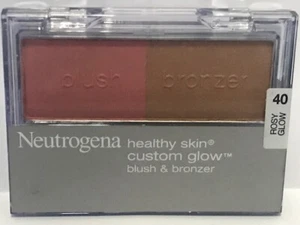 blush bronzer
40
ROSY
GLOW
Neutrogena
healthy skin®
custom glow™
blush & bronzer